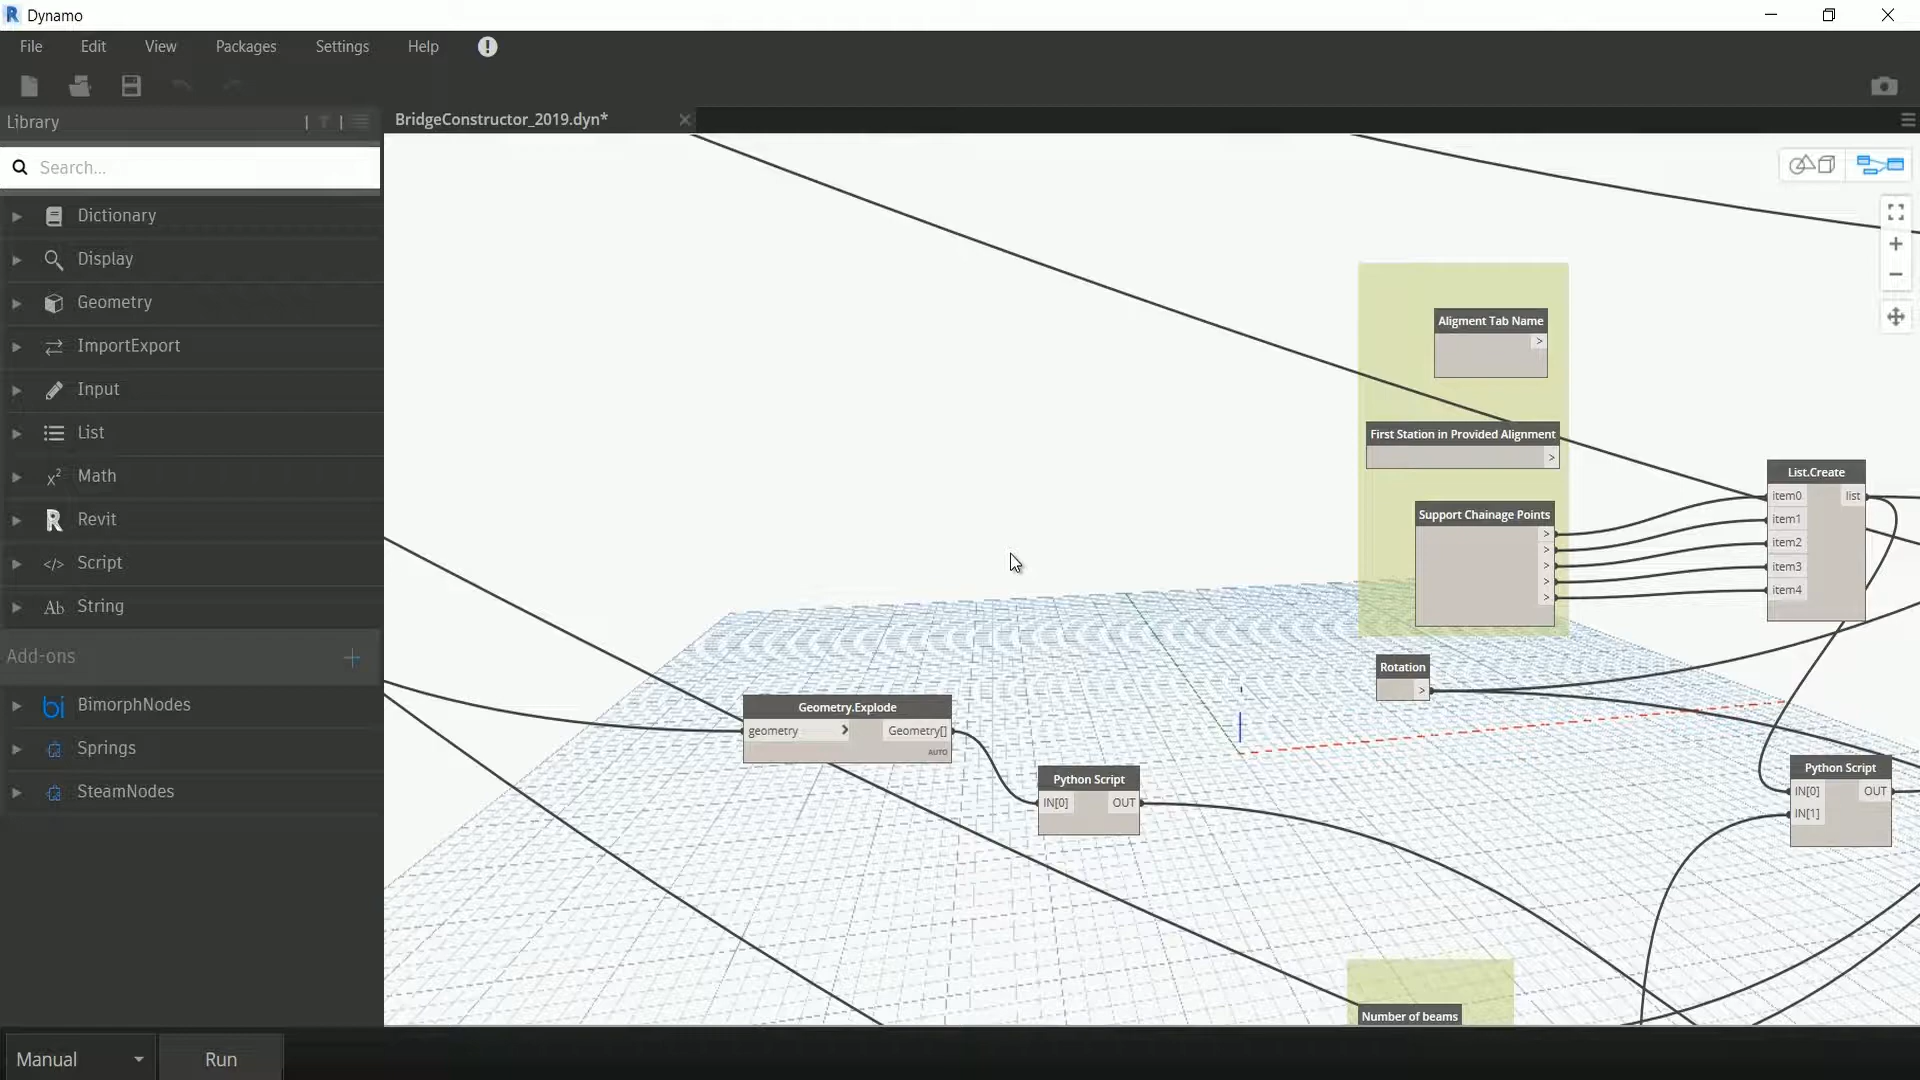 Dynamo
File Edit View Packages Settings Help
Library
BridgeConstructor_2019.dyn*
Search...
Dictionary
Display
Geometry
ImportExport
Input
List
Math
Revit
Script
String
Add-ons
BimorphNodes
Springs
SteamNodes
Manual
Run
Aligment Tab Name
>
First Station in Provided Alignment
>
Support Chainage Points
>
>
>
>
>
List.Create
item0 list
item1
item2
item3
item4
Rotation
>
Geometry.Explode
geometry > Geometry[]
AUTO
Python Script
IN[0] OUT
Python Script
IN[0] OUT
IN[1]
Number of beams